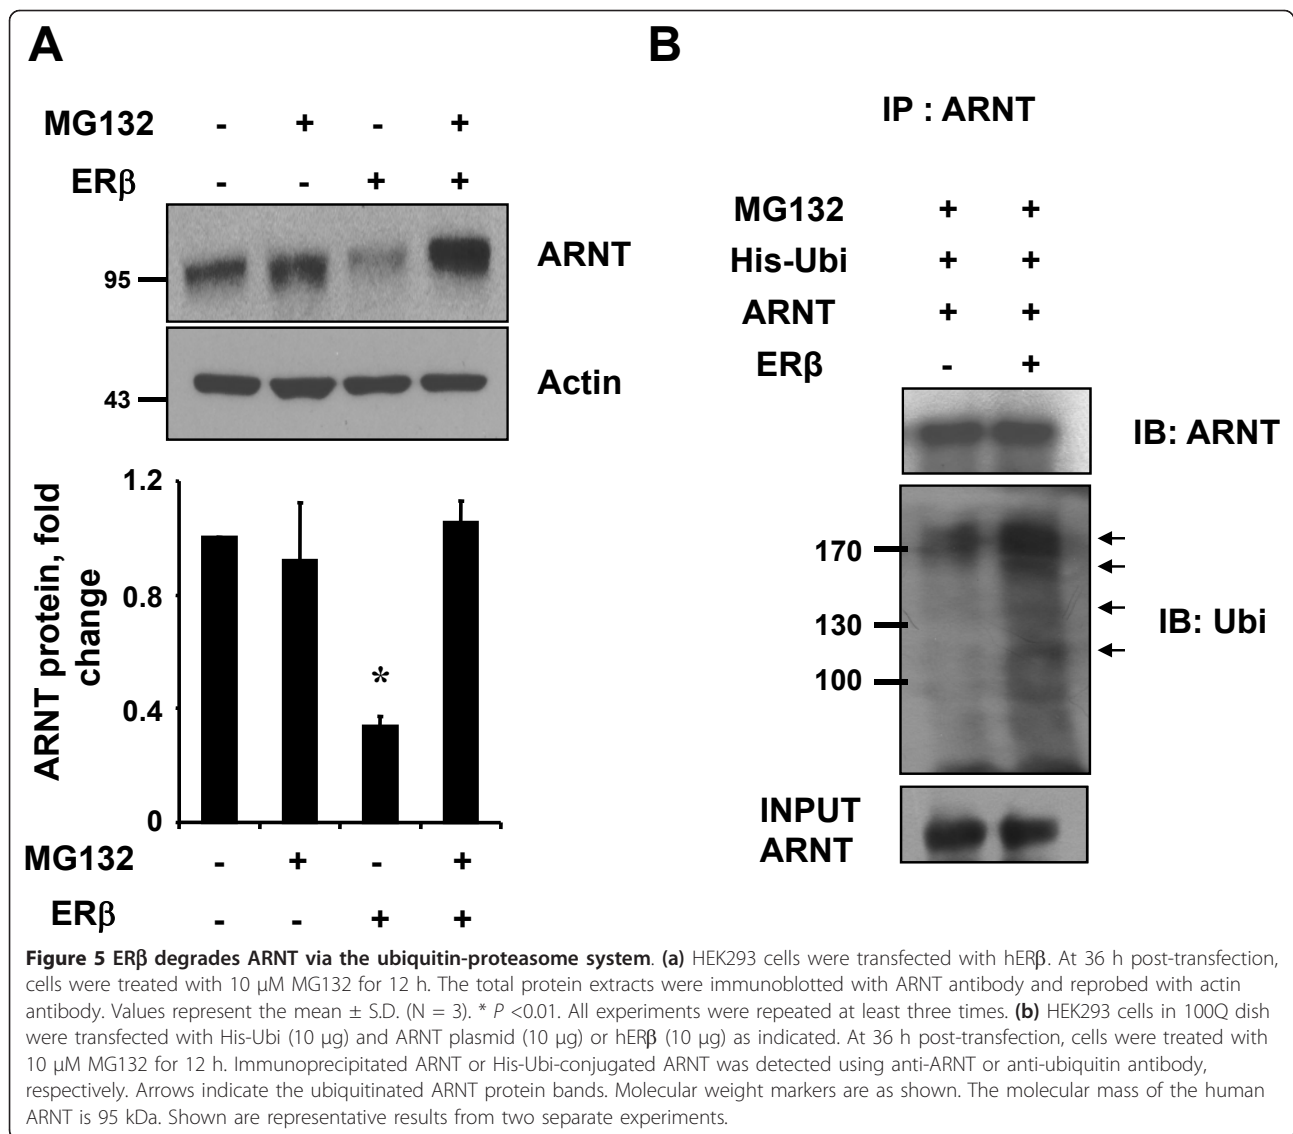 A
MG132 - + - +
ERβ - - + +
ARNT
95
Actin
43
ARNT protein, fold change
1.2
0.8
0.4
0
*
MG132 - + - +
ERβ - - + +
B
IP : ARNT
MG132 + +
His-Ubi + +
ARNT + +
ERβ - +
IB: ARNT
170
130
100
IB: Ubi
INPUT
ARNT
Figure 5 ERβ degrades ARNT via the ubiquitin-proteasome system. (a) HEK293 cells were transfected with hERβ. At 36 h post-transfection,
cells were treated with 10 μM MG132 for 12 h. The total protein extracts were immunoblotted with ARNT antibody and reprobed with actin
antibody. Values represent the mean ± S.D. (N = 3). * P <0.01. All experiments were repeated at least three times. (b) HEK293 cells in 100Q dish
were transfected with His-Ubi (10 μg) and ARNT plasmid (10 μg) or hERβ (10 μg) as indicated. At 36 h post-transfection, cells were treated with
10 μM MG132 for 12 h. Immunoprecipitated ARNT or His-Ubi-conjugated ARNT was detected using anti-ARNT or anti-ubiquitin antibody,
respectively. Arrows indicate the ubiquitinated ARNT protein bands. Molecular weight markers are as shown. The molecular mass of the human
ARNT is 95 kDa. Shown are representative results from two separate experiments.